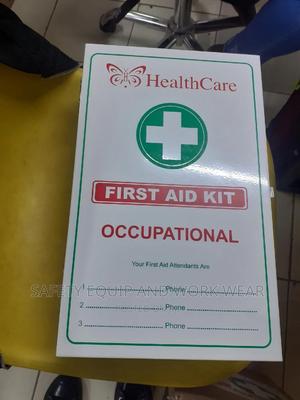 HealthCare
FIRST AID KIT
OCCUPATIONAL
Your First Aid Attendants Are
SAFETY EQUIP AND WORK WEAR
1. .......................... Phone ..........................
2. .......................... Phone ..........................
3. .......................... Phone ..........................